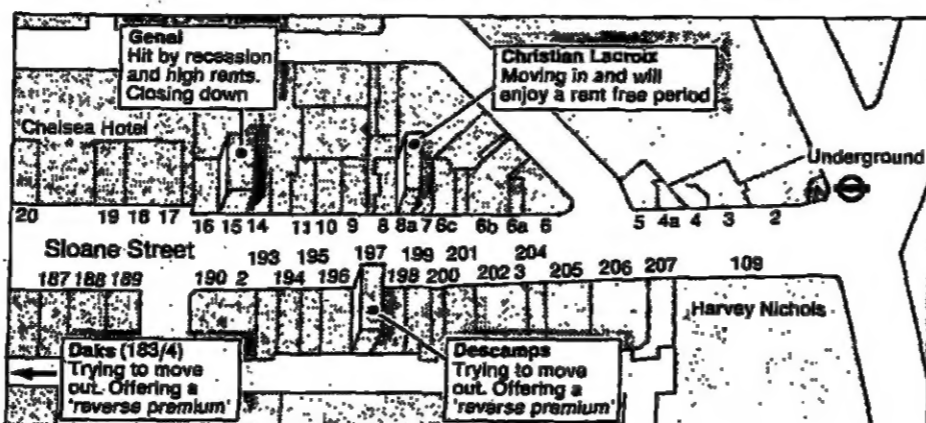 Genal
Hit by recession
and high rents.
Closing down
Christian Lacroix
Moving in and will
enjoy a rent free period
Chelsea Hotel
Underground
20 19 18 17 16 15 14 11 10 9 8 8a 7 6c 6b 6a 6 5 4a 4 3 2
Sloane Street
187 188 189 190 2 193 194 195 196 197 198 199 200 201 202 3 204 205 206 207 109
Harvey Nichols
Daks (183/4)
Trying to move
out. Offering a
'reverse premium'
Descamps
Trying to move
out. Offering a
'reverse premium'